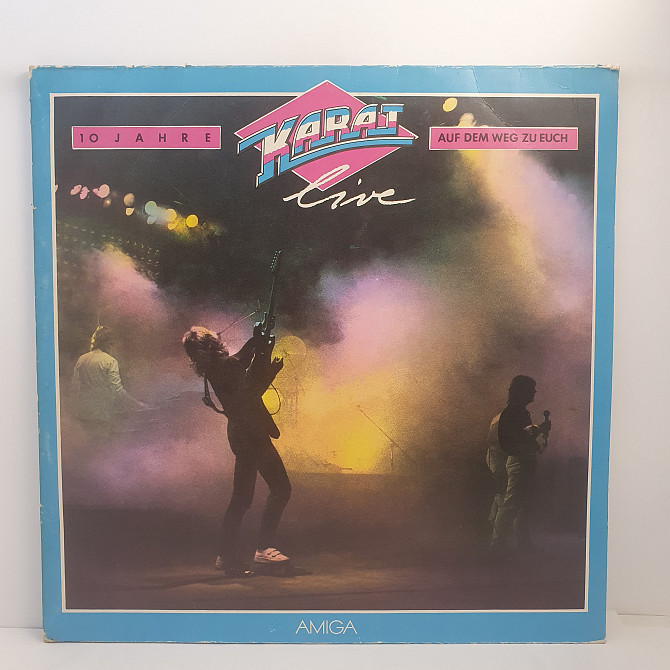 10 JAHRE
KARAT
AUF DEM WEG ZU EUCH
live
AMIGA